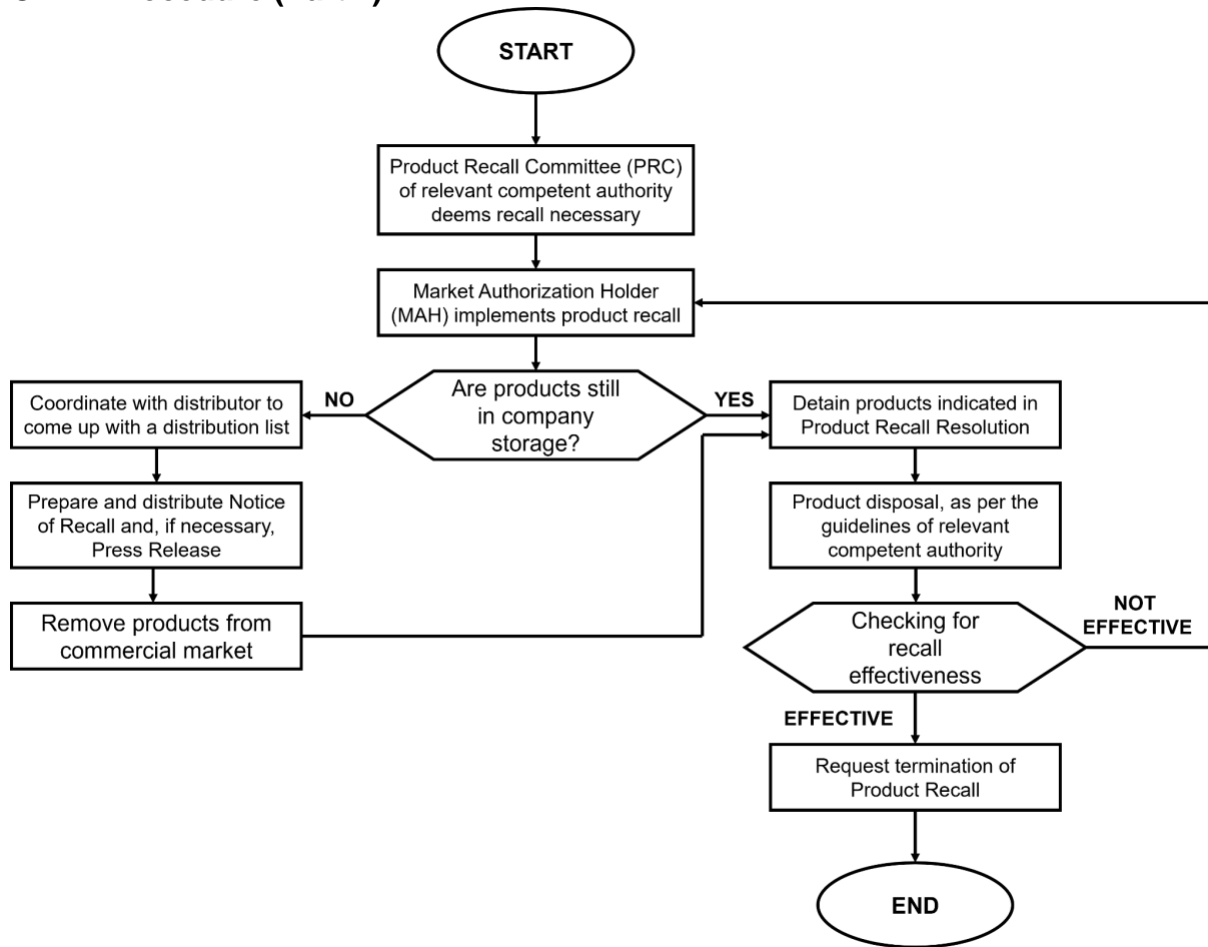 START
Product Recall Committee (PRC)
of relevant competent authority
deems recall necessary
Market Authorization Holder
(MAH) implements product recall
Are products still
in company
storage?
NO
YES
Coordinate with distributor to
come up with a distribution list
Prepare and distribute Notice
of Recall and, if necessary,
Press Release
Remove products from
commercial market
Detain products indicated in
Product Recall Resolution
Product disposal, as per the
guidelines of relevant
competent authority
Checking for
recall
effectiveness
NOT
EFFECTIVE
EFFECTIVE
Request termination of
Product Recall
END